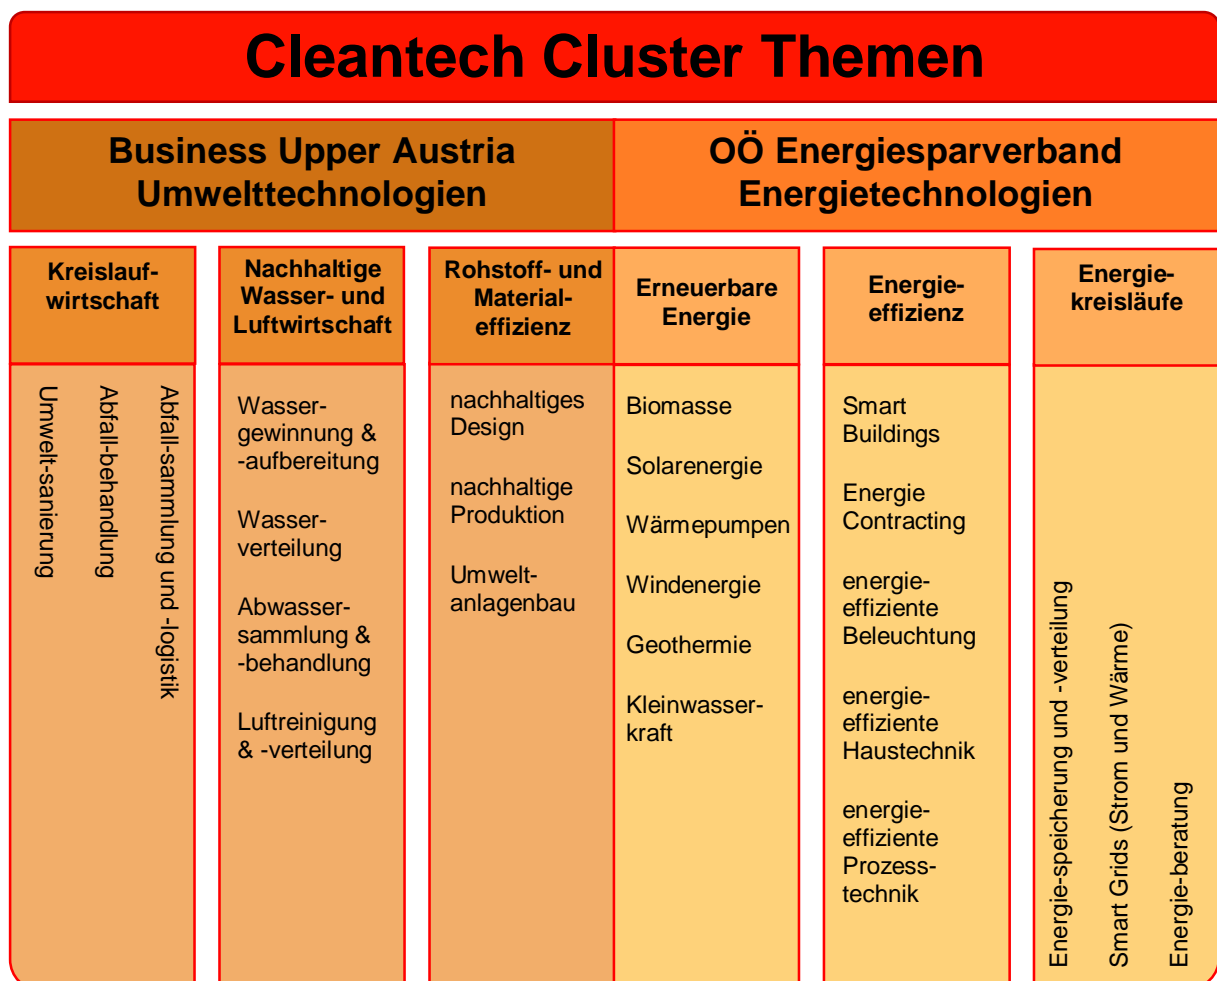 Cleantech Cluster Themen
Business Upper Austria
Umwelttechnologien
OÖ Energiesparverband
Energietechnologien
Kreislauf-
wirtschaft
Abfall-sammlung und -logistik
Abfall-behandlung
Umwelt-sanierung
Nachhaltige
Wasser- und
Luftwirtschaft
Wasser-
gewinnung &
-aufbereitung
Wasser-
verteilung
Abwasser-
sammlung &
-behandlung
Luftreinigung
& -verteilung
Rohstoff- und
Material-
effizienz
nachhaltiges
Design
nachhaltige
Produktion
Umwelt-
anlagenbau
Erneuerbare
Energie
Biomasse
Solarenergie
Wärmepumpen
Windenergie
Geothermie
Kleinwasser-
kraft
Energie-
effizienz
Smart
Buildings
Energie
Contracting
energie-
effiziente
Beleuchtung
energie-
effiziente
Haustechnik
energie-
effiziente
Prozess-
technik
Energie-
kreisläufe
Energie-speicherung und -verteilung
Smart Grids (Strom und Wärme)
Energie-beratung